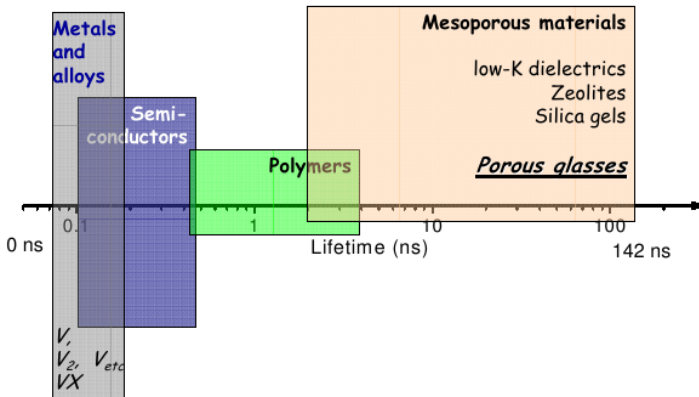 Metals
and
alloys
Semi-
conductors
Polymers
Mesoporous materials
low-K dielectrics
Zeolites
Silica gels
Porous glasses
0.1
1
10
100
0 ns
Lifetime (ns)
142 ns
V,
V2, Vetc
VX